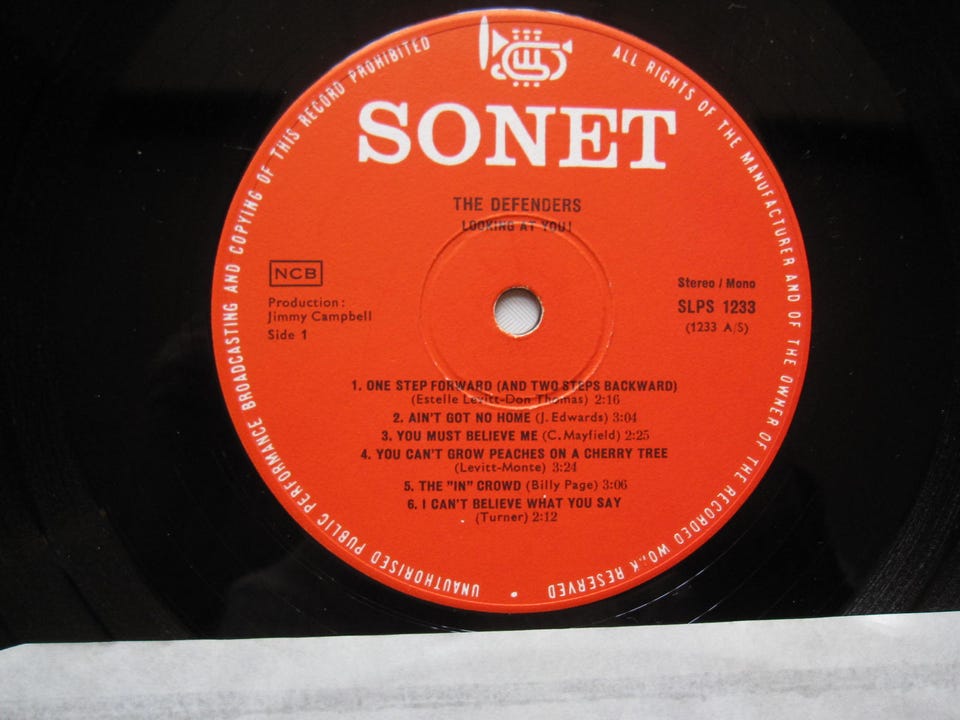 SONET
THE DEFENDERS
LOOKING AT YOU!
NCB
Production:
Jimmy Campbell
Side 1
Stereo / Mono
SLPS 1233
(1233 A/S)
1. ONE STEP FORWARD (AND TWO STEPS BACKWARD)
(Estelle Levitt-Don Thomas) 2:16
2. AIN'T GOT NO HOME (J. Edwards) 3:04
3. YOU MUST BELIEVE ME (C. Mayfield) 2:25
4. YOU CAN'T GROW PEACHES ON A CHERRY TREE
(Levitt-Monte) 3:24
5. THE "IN" CROWD (Billy Page) 3:06
6. I CAN'T BELIEVE WHAT YOU SAY
(Turner) 2:12
ALL RIGHTS OF THE MANUFACTURER AND OF THE OWNER OF THE RECORDED WORK RESERVED • UNAUTHORISED PUBLIC PERFORMANCE BROADCASTING AND COPYING OF THIS RECORD PROHIBITED